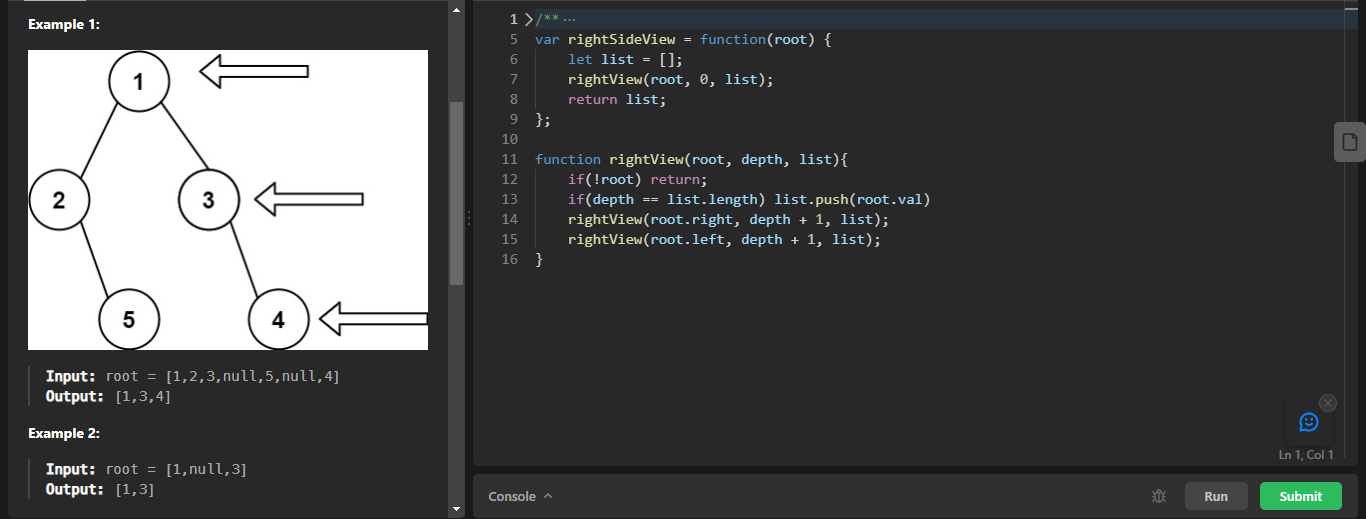 Example 1:
1
2
3
5
4
Input: root = [1,2,3,null,5,null,4]
Output: [1,3,4]
Example 2:
Input: root = [1,null,3]
Output: [1,3]
1 /** ···
5 var rightSideView = function(root) {
6 let list = [];
7 rightView(root, 0, list);
8 return list;
9 };
10
11 function rightView(root, depth, list){
12 if(!root) return;
13 if(depth == list.length) list.push(root.val)
14 rightView(root.right, depth + 1, list);
15 rightView(root.left, depth + 1, list);
16 }
Ln 1, Col 1
Console
Run
Submit